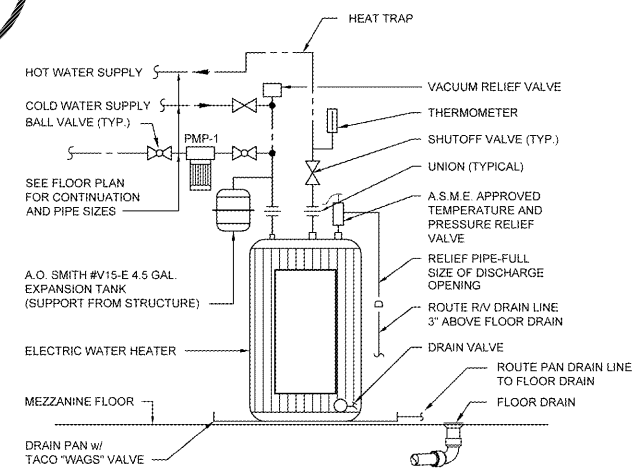 HEAT TRAP
HOT WATER SUPPLY
VACUUM RELIEF VALVE
COLD WATER SUPPLY
THERMOMETER
BALL VALVE (TYP.)
PMP-1
SHUTOFF VALVE (TYP.)
UNION (TYPICAL)
SEE FLOOR PLAN
FOR CONTINUATION
AND PIPE SIZES
A.S.M.E. APPROVED
TEMPERATURE AND
PRESSURE RELIEF
VALVE
RELIEF PIPE-FULL
SIZE OF DISCHARGE
OPENING
A.O. SMITH #V15-E 4.5 GAL.
EXPANSION TANK
(SUPPORT FROM STRUCTURE)
ROUTE R/V DRAIN LINE
3" ABOVE FLOOR DRAIN
ELECTRIC WATER HEATER
DRAIN VALVE
ROUTE PAN DRAIN LINE
TO FLOOR DRAIN
MEZZANINE FLOOR
FLOOR DRAIN
DRAIN PAN w/
TACO "WAGS" VALVE